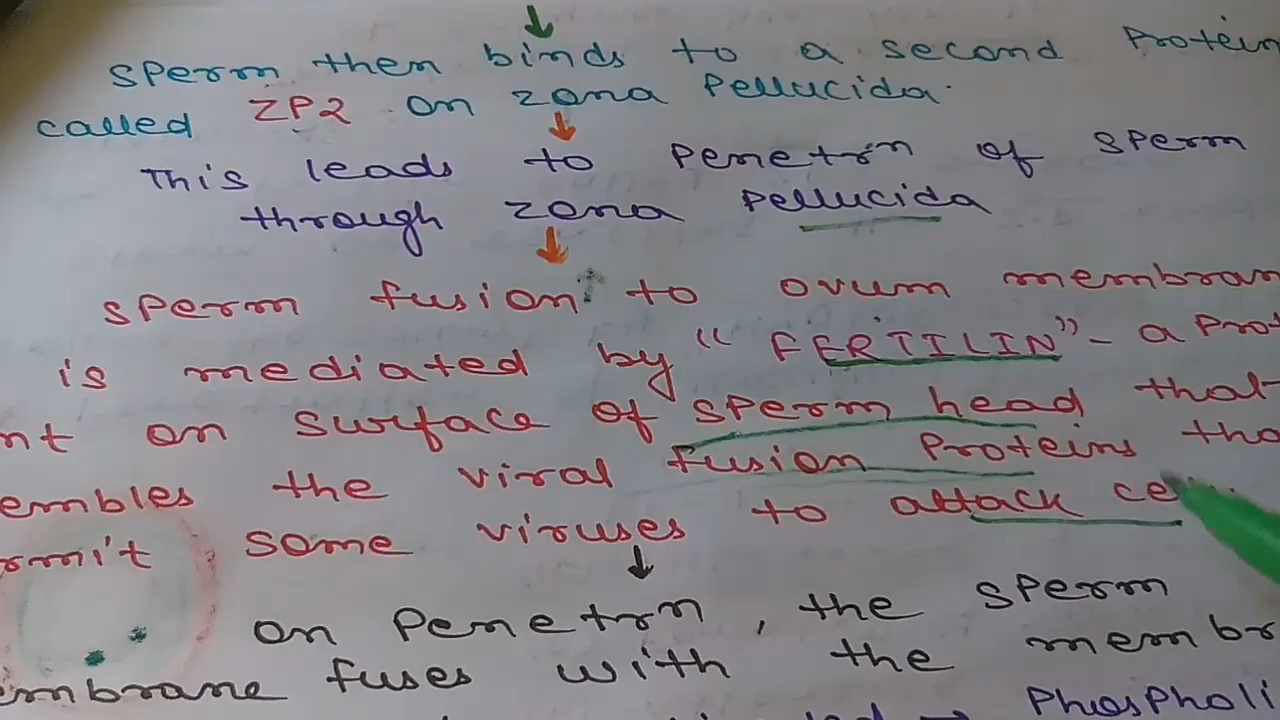 sperm then binds to a second Protein
called ZP2 on zona Pellucida.
This leads to Penetrn of sperm
through zona Pellucida
sperm fusion to ovum membran
is mediated by "FERTILIN" - a Prot
nt on surface of sperm head that
embles the viral fusion Proteins tha
rmit some viruses to attack ce
on Penetrn, the sperm
embrane fuses with the membr
Phospholi